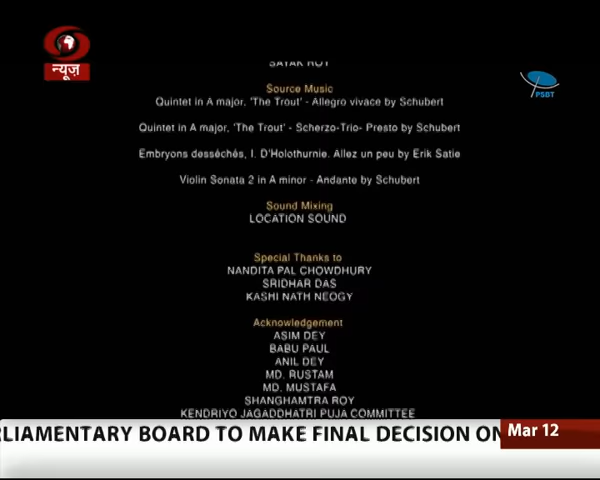 न्यूज़
PSBT
SATAK ROY
Source Music
Quintet in A major, 'The Trout' - Allegro vivace by Schubert
Quintet in A major, 'The Trout' - Scherzo-Trio- Presto by Schubert
Embryons desséchés, I. D'Holothurnie. Allez un peu by Erik Satie
Violin Sonata 2 in A minor - Andante by Schubert
Sound Mixing
LOCATION SOUND
Special Thanks to
NANDITA PAL CHOWDHURY
SRIDHAR DAS
KASHI NATH NEOGY
Acknowledgement
ASIM DEY
BABU PAUL
ANIL DEY
MD. RUSTAM
MD. MUSTAFA
SHANGHAMTRA ROY
KENDRIYO JAGADDHATRI PUJA COMMITTEE
RLIAMENTARY BOARD TO MAKE FINAL DECISION ON
Mar 12